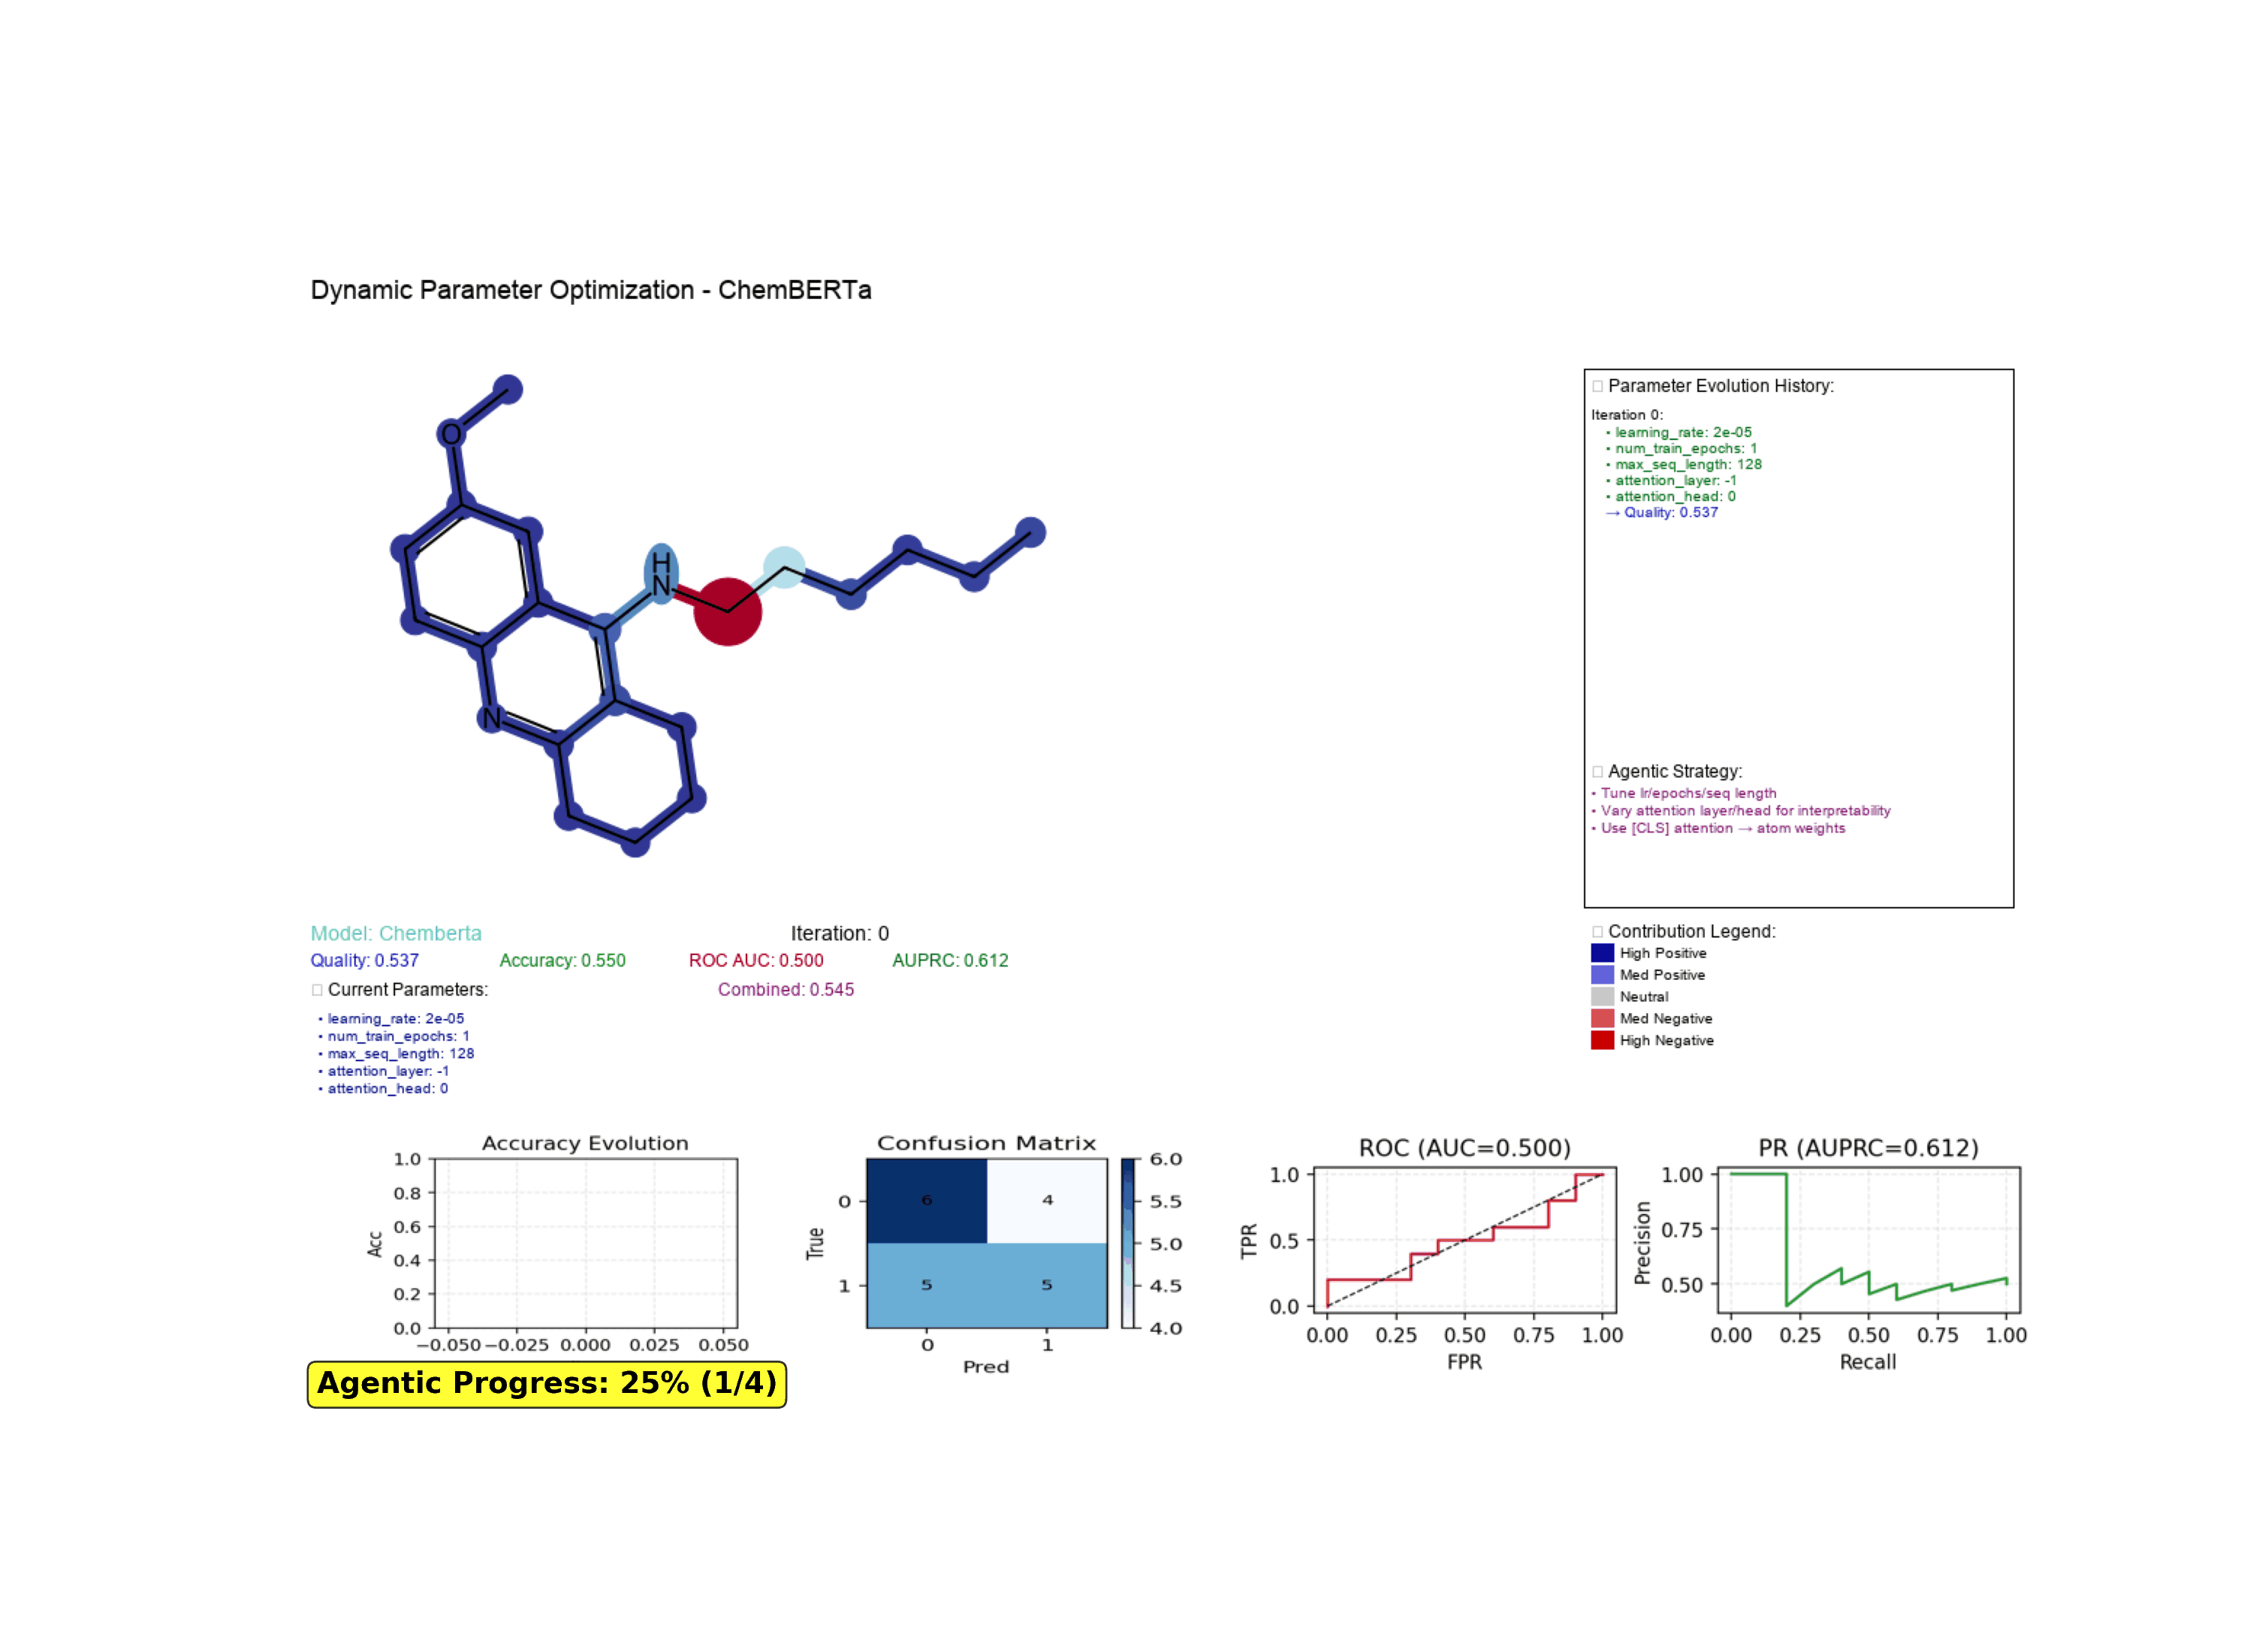 Dynamic Parameter Optimization - ChemBERTa
O
H
N
N
Parameter Evolution History:
Iteration 0:
• learning_rate: 2e-05
• num_train_epochs: 1
• max_seq_length: 128
• attention_layer: -1
• attention_head: 0
→ Quality: 0.537
Agentic Strategy:
• Tune lr/epochs/seq length
• Vary attention layer/head for interpretability
• Use [CLS] attention → atom weights
Model: Chemberta
Iteration: 0
Quality: 0.537
Accuracy: 0.550
ROC AUC: 0.500
AUPRC: 0.612
Current Parameters:
Combined: 0.545
• learning_rate: 2e-05
• num_train_epochs: 1
• max_seq_length: 128
• attention_layer: -1
• attention_head: 0
Contribution Legend:
High Positive
Med Positive
Neutral
Med Negative
High Negative
Accuracy Evolution
Acc
1.0
0.8
0.6
0.4
0.2
0.0
−0.050 −0.025 0.000 0.025 0.050
Confusion Matrix
True
0
1
6 4
5 5
0 1
Pred
6.0
5.5
5.0
4.5
4.0
ROC (AUC=0.500)
TPR
1.0
0.5
0.0
0.00 0.25 0.50 0.75 1.00
FPR
PR (AUPRC=0.612)
Precision
1.00
0.75
0.50
0.00 0.25 0.50 0.75 1.00
Recall
Agentic Progress: 25% (1/4)